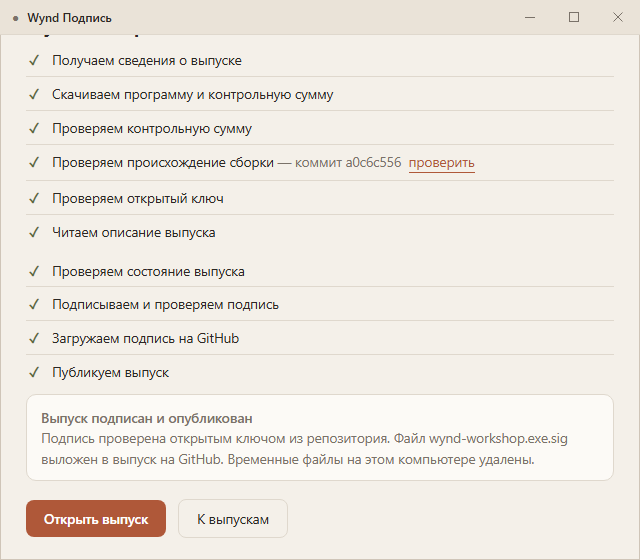 Wynd Подпись
Получаем сведения о выпуске
Скачиваем программу и контрольную сумму
Проверяем контрольную сумму
Проверяем происхождение сборки — коммит a0c6c556 проверить
Проверяем открытый ключ
Читаем описание выпуска
Проверяем состояние выпуска
Подписываем и проверяем подпись
Загружаем подпись на GitHub
Публикуем выпуск
Выпуск подписан и опубликован
Подпись проверена открытым ключом из репозитория. Файл wynd-workshop.exe.sig
выложен в выпуск на GitHub. Временные файлы на этом компьютере удалены.
Открыть выпуск
К выпускам